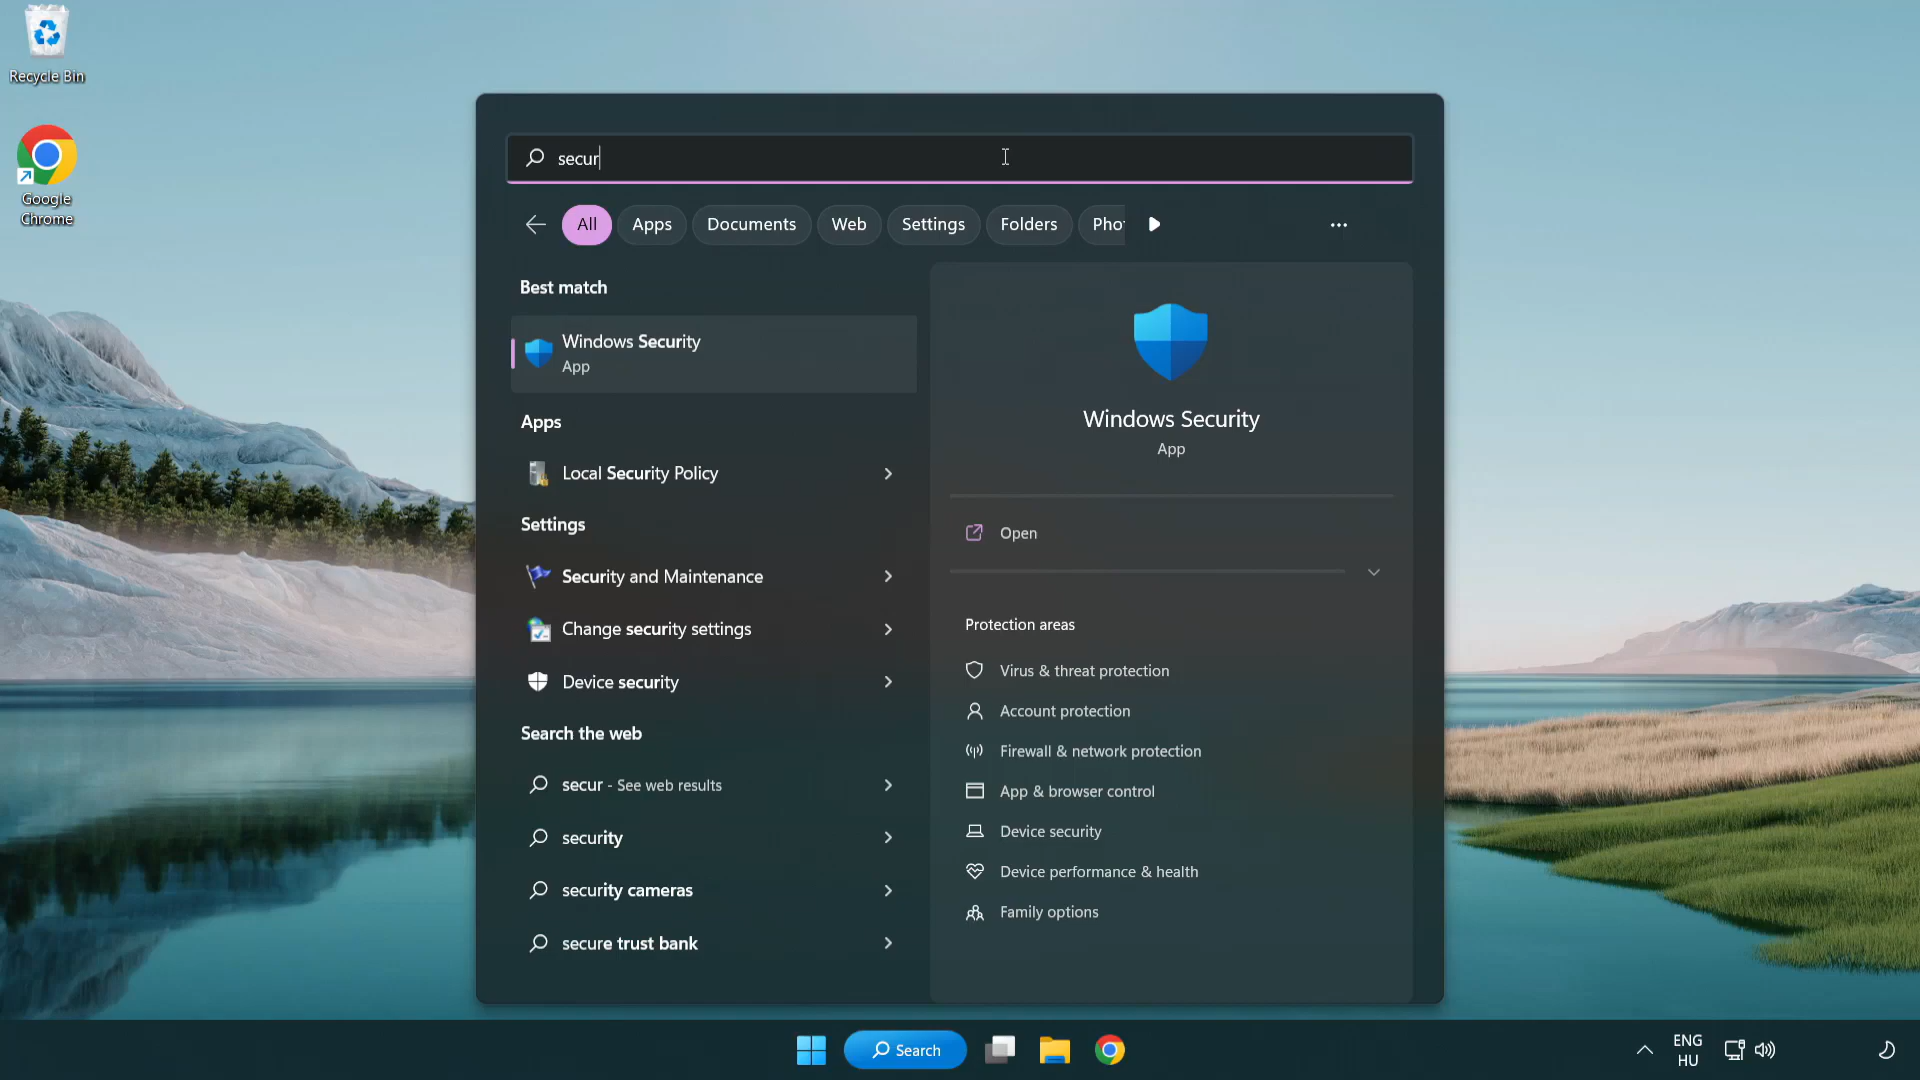 Recycle Bin
Google
Chrome
secur
All
Apps
Documents
Web
Settings
Folders
Best match
Windows Security
App
Apps
Local Security Policy
Settings
Security and Maintenance
Change security settings
Device security
Search the web
secur - See web results
security
security cameras
secure trust bank
Windows Security
App
Open
Protection areas
Virus & threat protection
Account protection
Firewall & network protection
App & browser control
Device security
Device performance & health
Family options
Search
ENG
HU